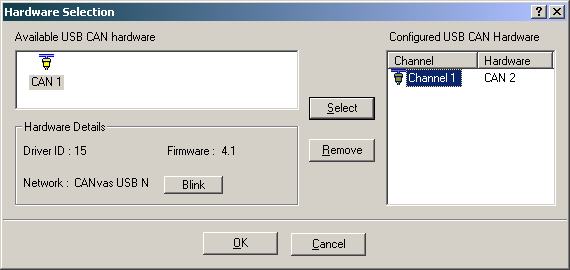 Hardware Selection
Available USB CAN hardware
Configured USB CAN Hardware
CAN 1
Channel Hardware
Channel 1 CAN 2
Select
Hardware Details
Driver ID : 15 Firmware : 4.1
Remove
Network : CANvas USB N Blink
OK Cancel